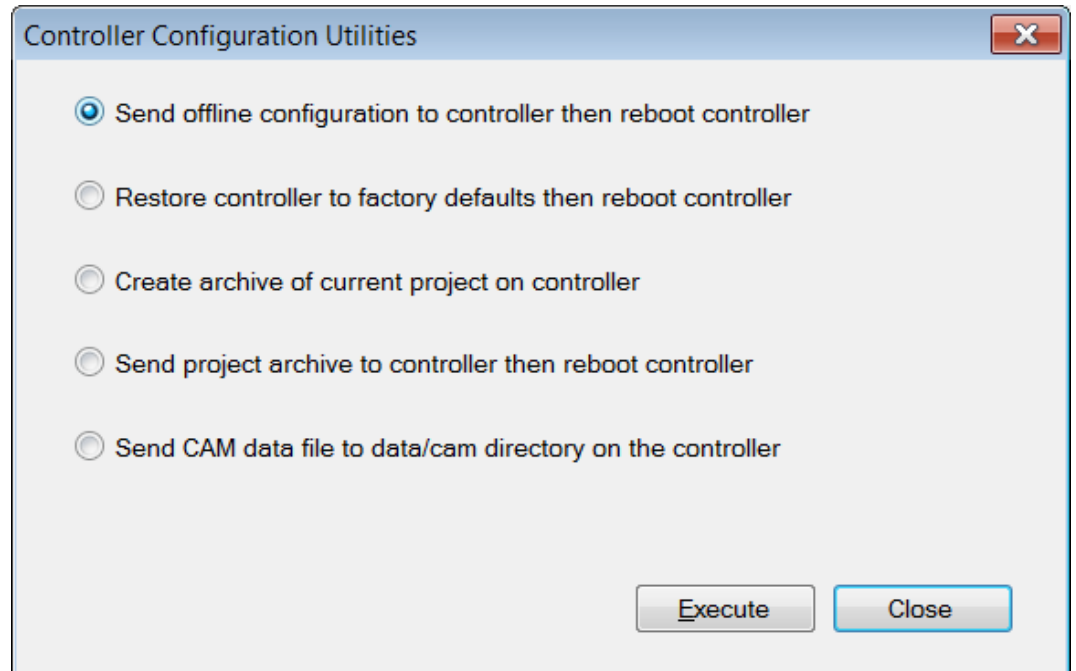 Controller Configuration Utilities
Send offline configuration to controller then reboot controller
Restore controller to factory defaults then reboot controller
Create archive of current project on controller
Send project archive to controller then reboot controller
Send CAM data file to data/cam directory on the controller
Execute Close